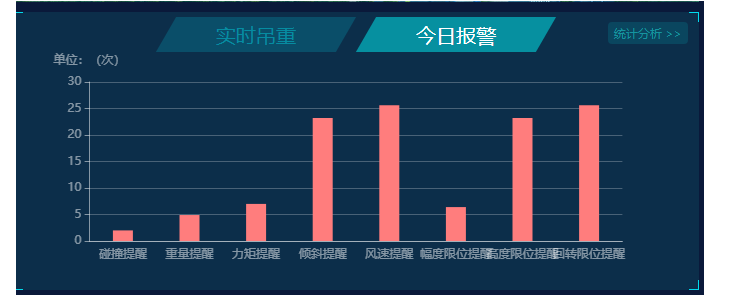 实时吊重
今日报警
统计分析 >>
单位： (次)
30
25
20
15
10
5
0
碰撞提醒
重量提醒
力矩提醒
倾斜提醒
风速提醒
幅度限位提醒
高度限位提醒
回转限位提醒